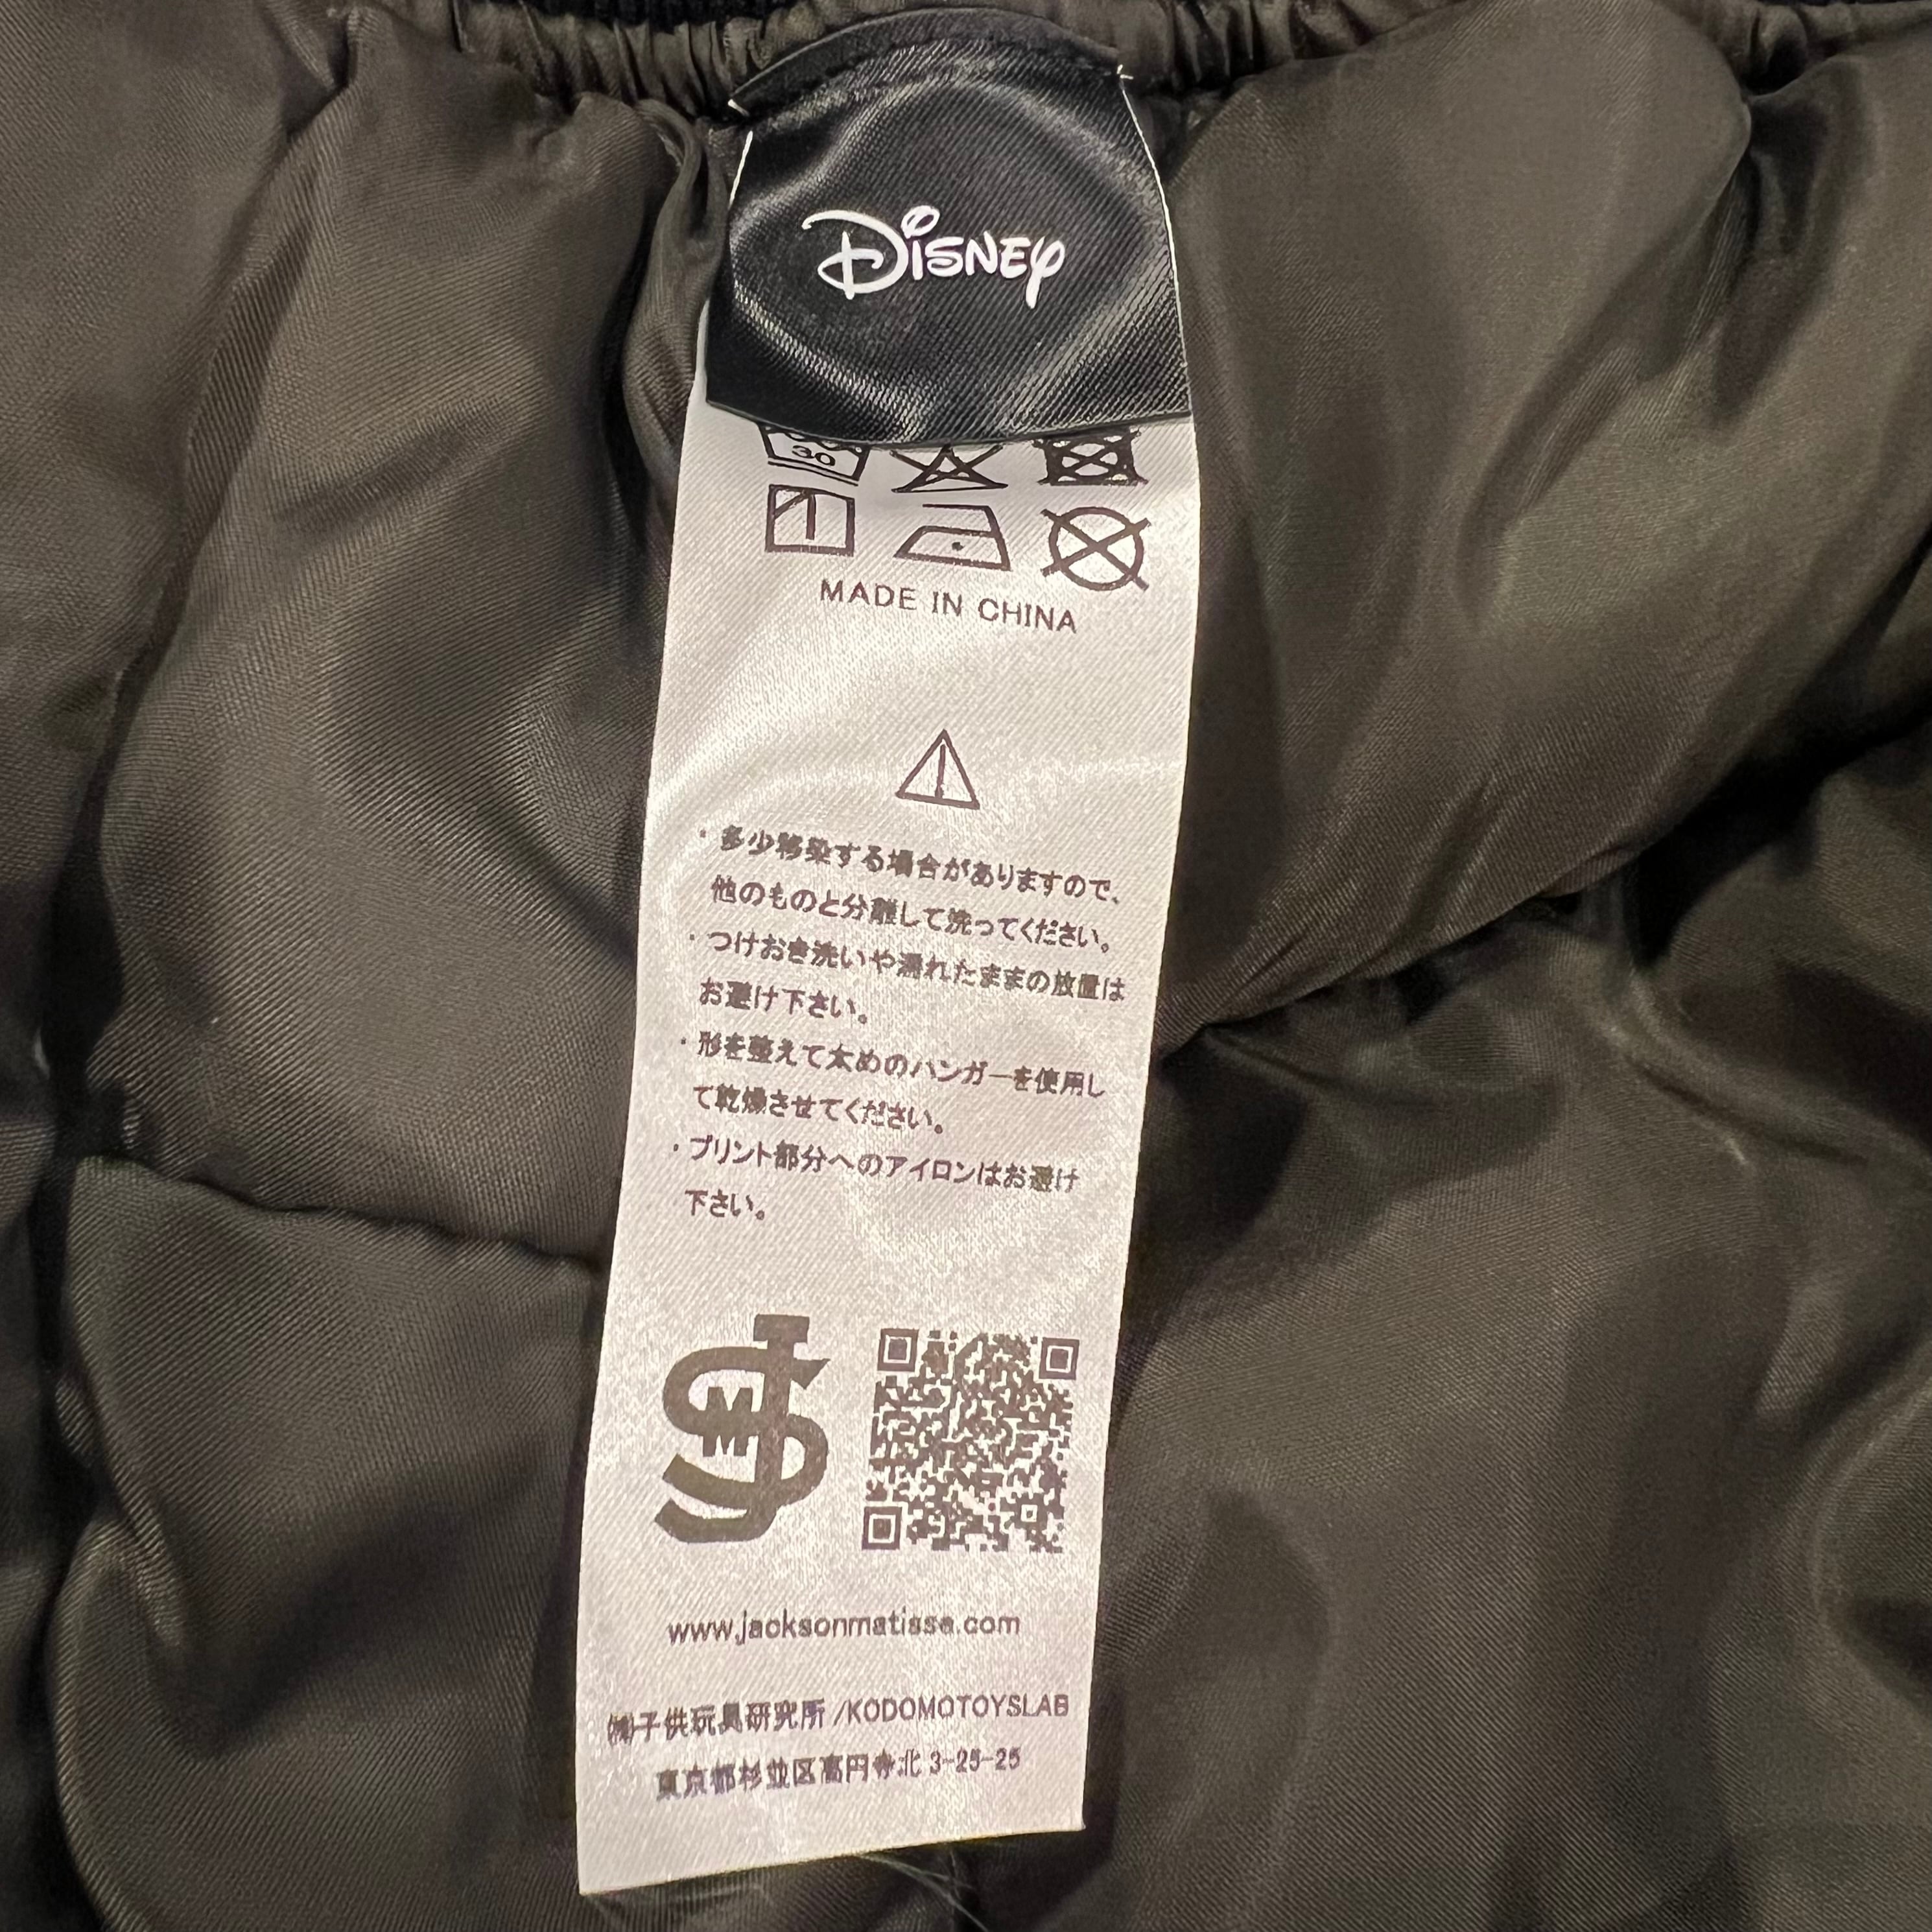 Disney
30
MADE IN CHINA
・多少移染する場合がありますので、
他のものと分離して洗ってください。
・つけおき洗いや濡れたままの放置は
お避け下さい。
・形を整えて太めのハンガーを使用し
て乾燥させてください。
・プリント部分へのアイロンはお避け
下さい。
JS
M
M
www.jacksonmatisse.com
㈱子供玩具研究所 /KODOMOTOYSLAB
東京都杉並区高円寺北 3-25-25